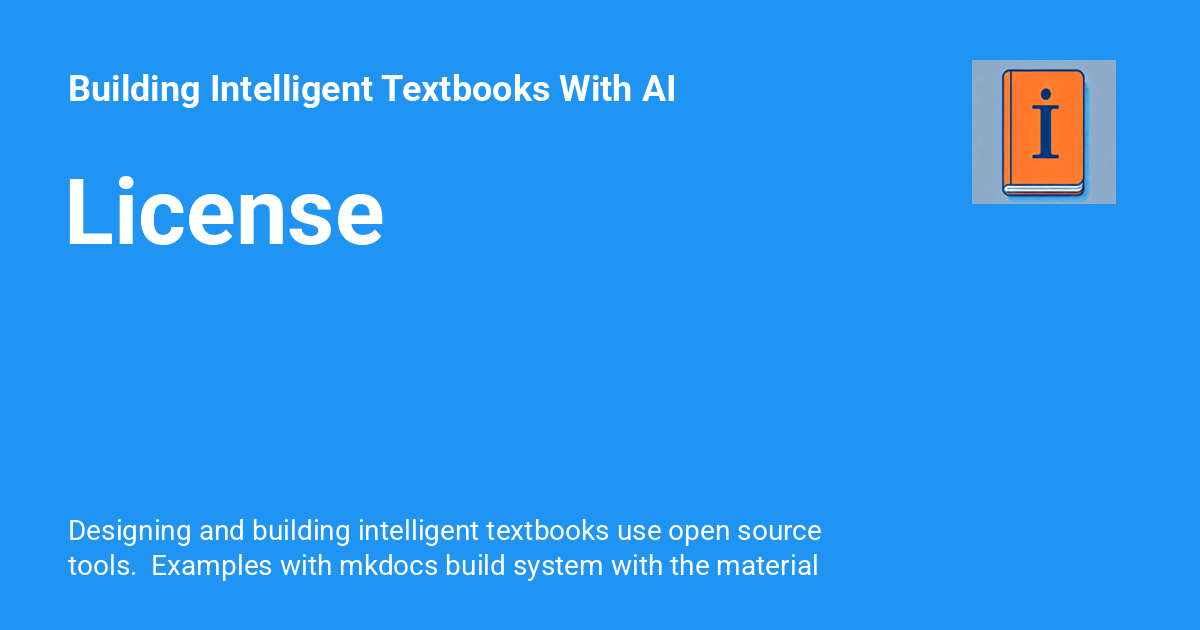 Building Intelligent Textbooks With AI
i
License
Designing and building intelligent textbooks use open source
tools.  Examples with mkdocs build system with the material